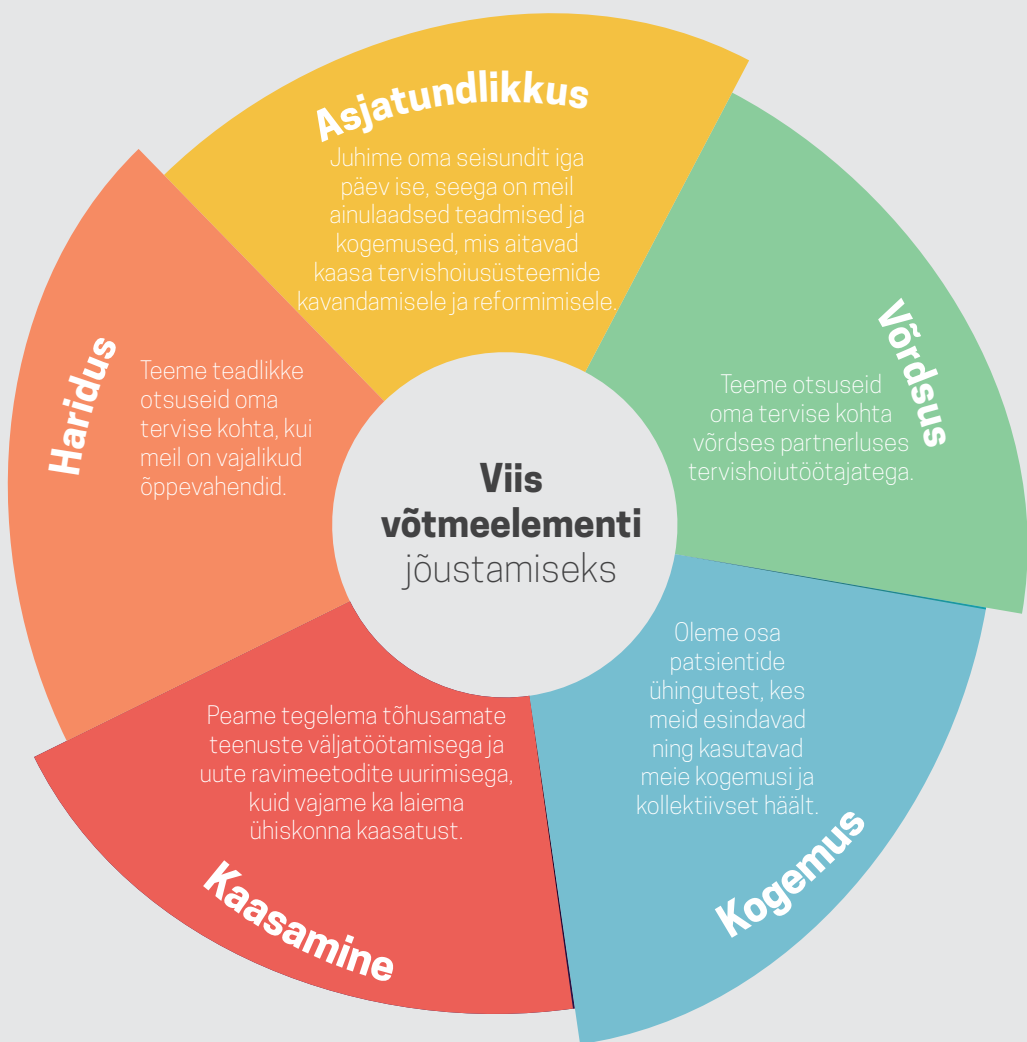 Asjatundlikkus
Juhime oma seisundit iga
päev ise, seega on meil
ainulaadsed teadmised ja
kogemused, mis aitavad
kaasa tervishoiusüsteemide
kavandamisele ja reformimisele.
Võrdsus
Teeme otsuseid
oma tervise kohta
võrdses partnerluses
tervishoiutöötajatega.
Kogemus
Oleme osa
patsientide
ühingutest, kes
meid esindavad
ning kasutavad
meie kogemusi ja
kollektiivset häält.
Kaasamine
Peame tegelema tõhusamate
teenuste väljatöötamisega ja
uute ravimeetodite uurimisega,
kuid vajame ka laiema
ühiskonna kaasatust.
Haridus
Teeme teadlikke
otsuseid oma
tervise kohta, kui
meil on vajalikud
õppevahendid.
Viis
võtmeelementi
jõustamiseks